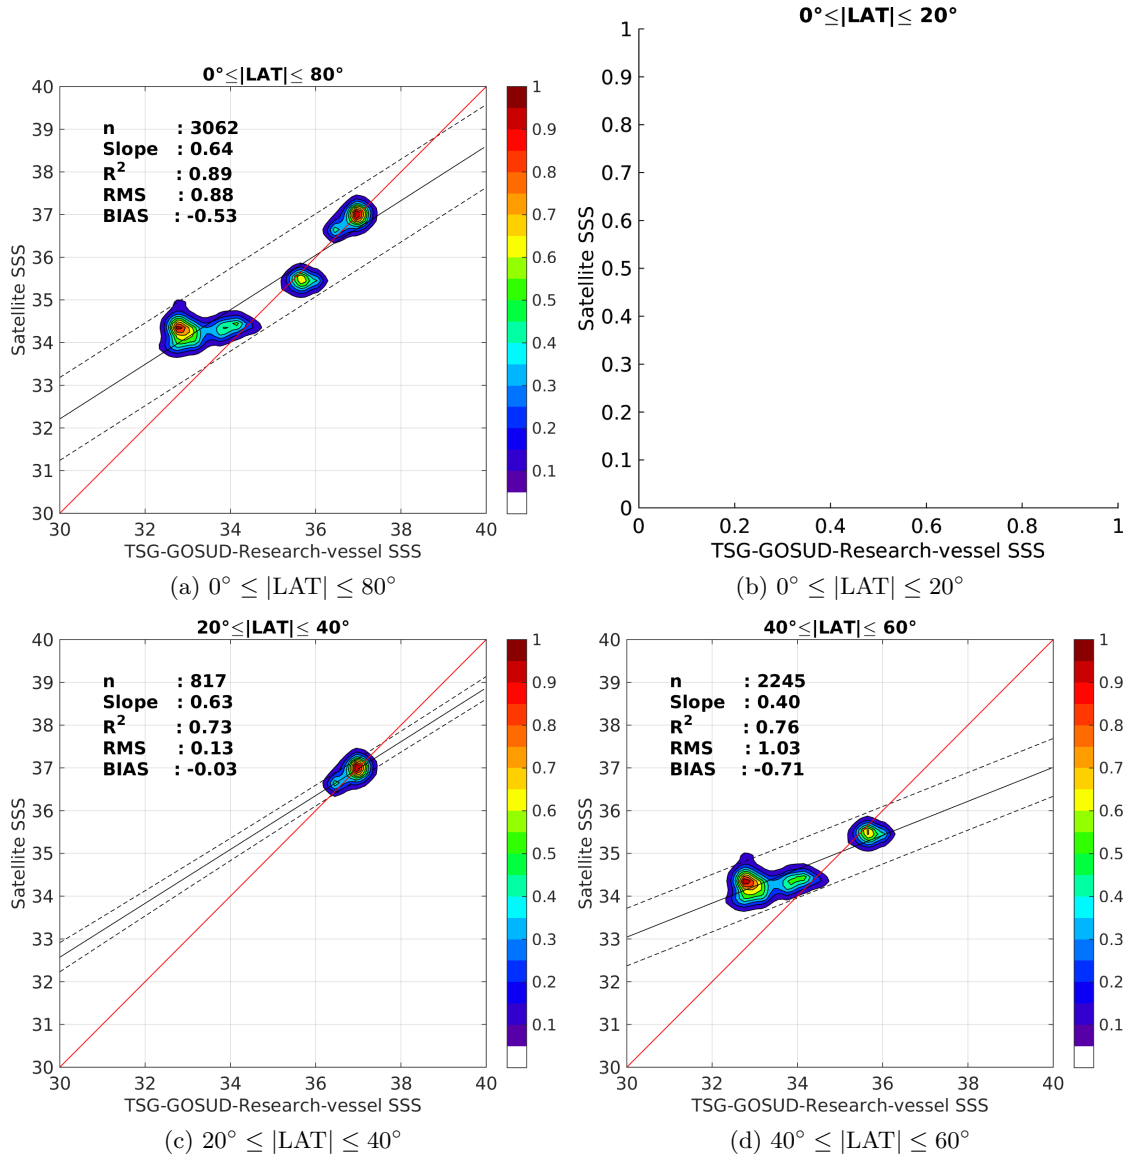 0°≤|LAT|≤ 80°
n : 3062
Slope : 0.64
R² : 0.89
RMS : 0.88
BIAS : -0.53
Satellite SSS
40
39
38
37
36
35
34
33
32
31
30
30 32 34 36 38 40
TSG-GOSUD-Research-vessel SSS
1
0.9
0.8
0.7
0.6
0.5
0.4
0.3
0.2
0.1
(a) 0° ≤ |LAT| ≤ 80°
0°≤|LAT|≤ 20°
Satellite SSS
1
0.9
0.8
0.7
0.6
0.5
0.4
0.3
0.2
0.1
0
0 0.2 0.4 0.6 0.8 1
TSG-GOSUD-Research-vessel SSS
(b) 0° ≤ |LAT| ≤ 20°
20°≤|LAT|≤ 40°
n : 817
Slope : 0.63
R² : 0.73
RMS : 0.13
BIAS : -0.03
Satellite SSS
40
39
38
37
36
35
34
33
32
31
30
30 32 34 36 38 40
TSG-GOSUD-Research-vessel SSS
1
0.9
0.8
0.7
0.6
0.5
0.4
0.3
0.2
0.1
(c) 20° ≤ |LAT| ≤ 40°
40°≤|LAT|≤ 60°
n : 2245
Slope : 0.40
R² : 0.76
RMS : 1.03
BIAS : -0.71
Satellite SSS
40
39
38
37
36
35
34
33
32
31
30
30 32 34 36 38 40
TSG-GOSUD-Research-vessel SSS
1
0.9
0.8
0.7
0.6
0.5
0.4
0.3
0.2
0.1
(d) 40° ≤ |LAT| ≤ 60°